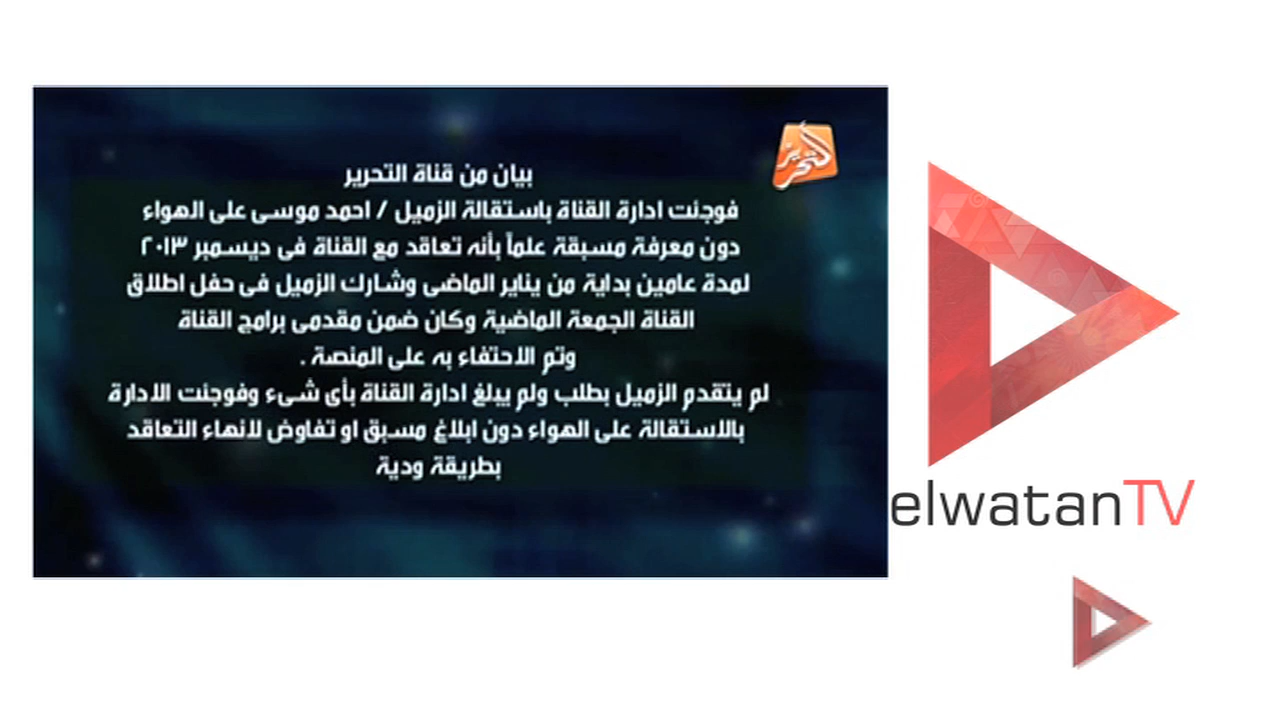 التحرير
بيان من قناة التحرير
فوجئت ادارة القناة باستقالة الزميل / احمد موسى على الهواء
دون معرفة مسبقة علماً بأنه تعاقد مع القناة فى ديسمبر ٢٠١٣
لمدة عامين بداية من يناير الماضى وشارك الزميل فى حفل اطلاق
القناة الجمعة الماضية وكان ضمن مقدمى برامج القناة
وتم الاحتفاء به على المنصة .
لم يتقدم الزميل بطلب ولم يبلغ ادارة القناة بأى شىء وفوجئت الادارة
بالاستقالة على الهواء دون ابلاغ مسبق او تفاوض لانهاء التعاقد
بطريقة ودية
elwatanTV